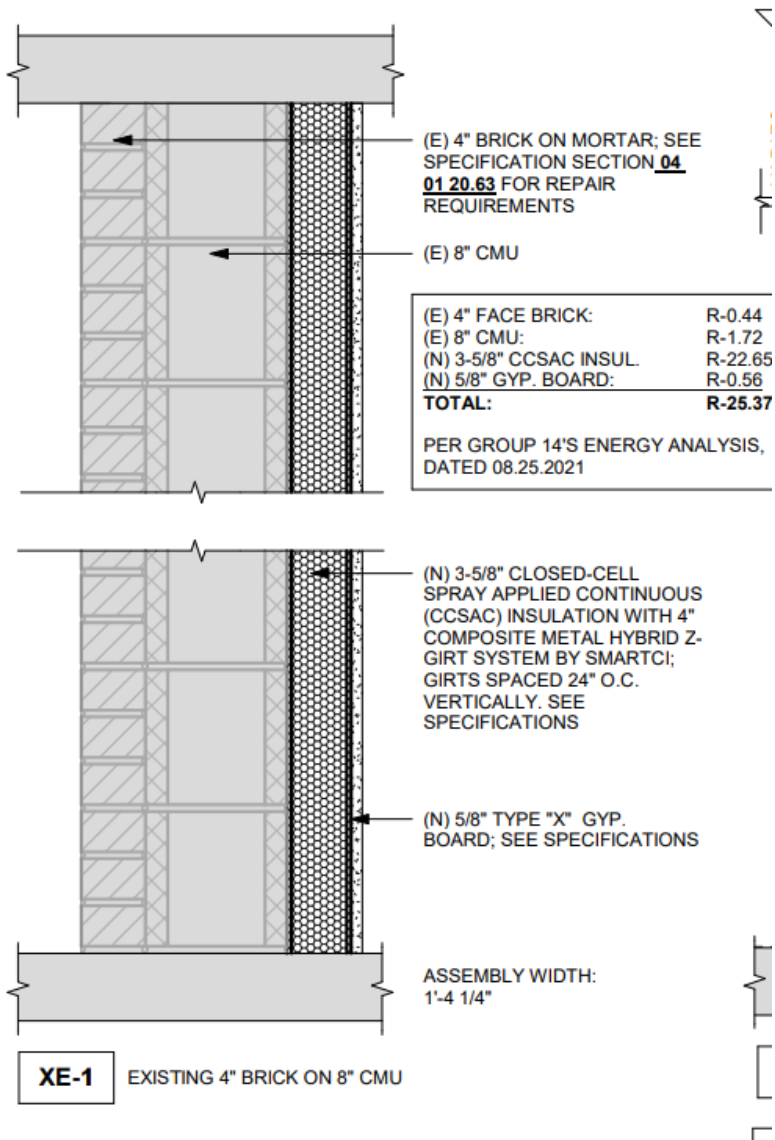 (E) 4" BRICK ON MORTAR; SEE
SPECIFICATION SECTION 04
01 20.63 FOR REPAIR
REQUIREMENTS
(E) 8" CMU
(E) 4" FACE BRICK: R-0.44
(E) 8" CMU: R-1.72
(N) 3-5/8" CCSAC INSUL. R-22.65
(N) 5/8" GYP. BOARD: R-0.56
TOTAL: R-25.37
PER GROUP 14'S ENERGY ANALYSIS,
DATED 08.25.2021
(N) 3-5/8" CLOSED-CELL
SPRAY APPLIED CONTINUOUS
(CCSAC) INSULATION WITH 4"
COMPOSITE METAL HYBRID Z-
GIRT SYSTEM BY SMARTCI;
GIRTS SPACED 24" O.C.
VERTICALLY. SEE
SPECIFICATIONS
(N) 5/8" TYPE "X" GYP.
BOARD; SEE SPECIFICATIONS
ASSEMBLY WIDTH:
1'-4 1/4"
XE-1 EXISTING 4" BRICK ON 8" CMU